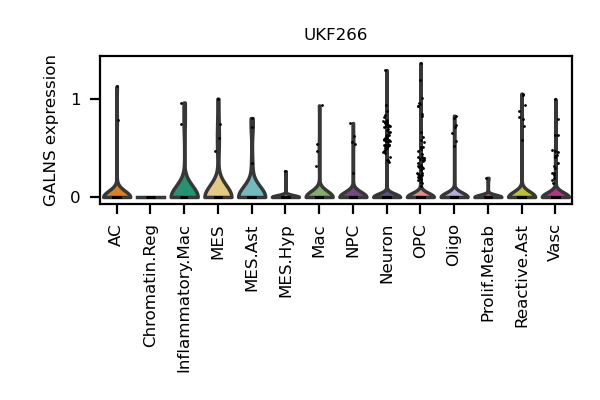 UKF266
GALNS expression
1
0
AC
Chromatin.Reg
Inflammatory.Mac
MES
MES.Ast
MES.Hyp
Mac
NPC
Neuron
OPC
Oligo
Prolif.Metab
Reactive.Ast
Vasc